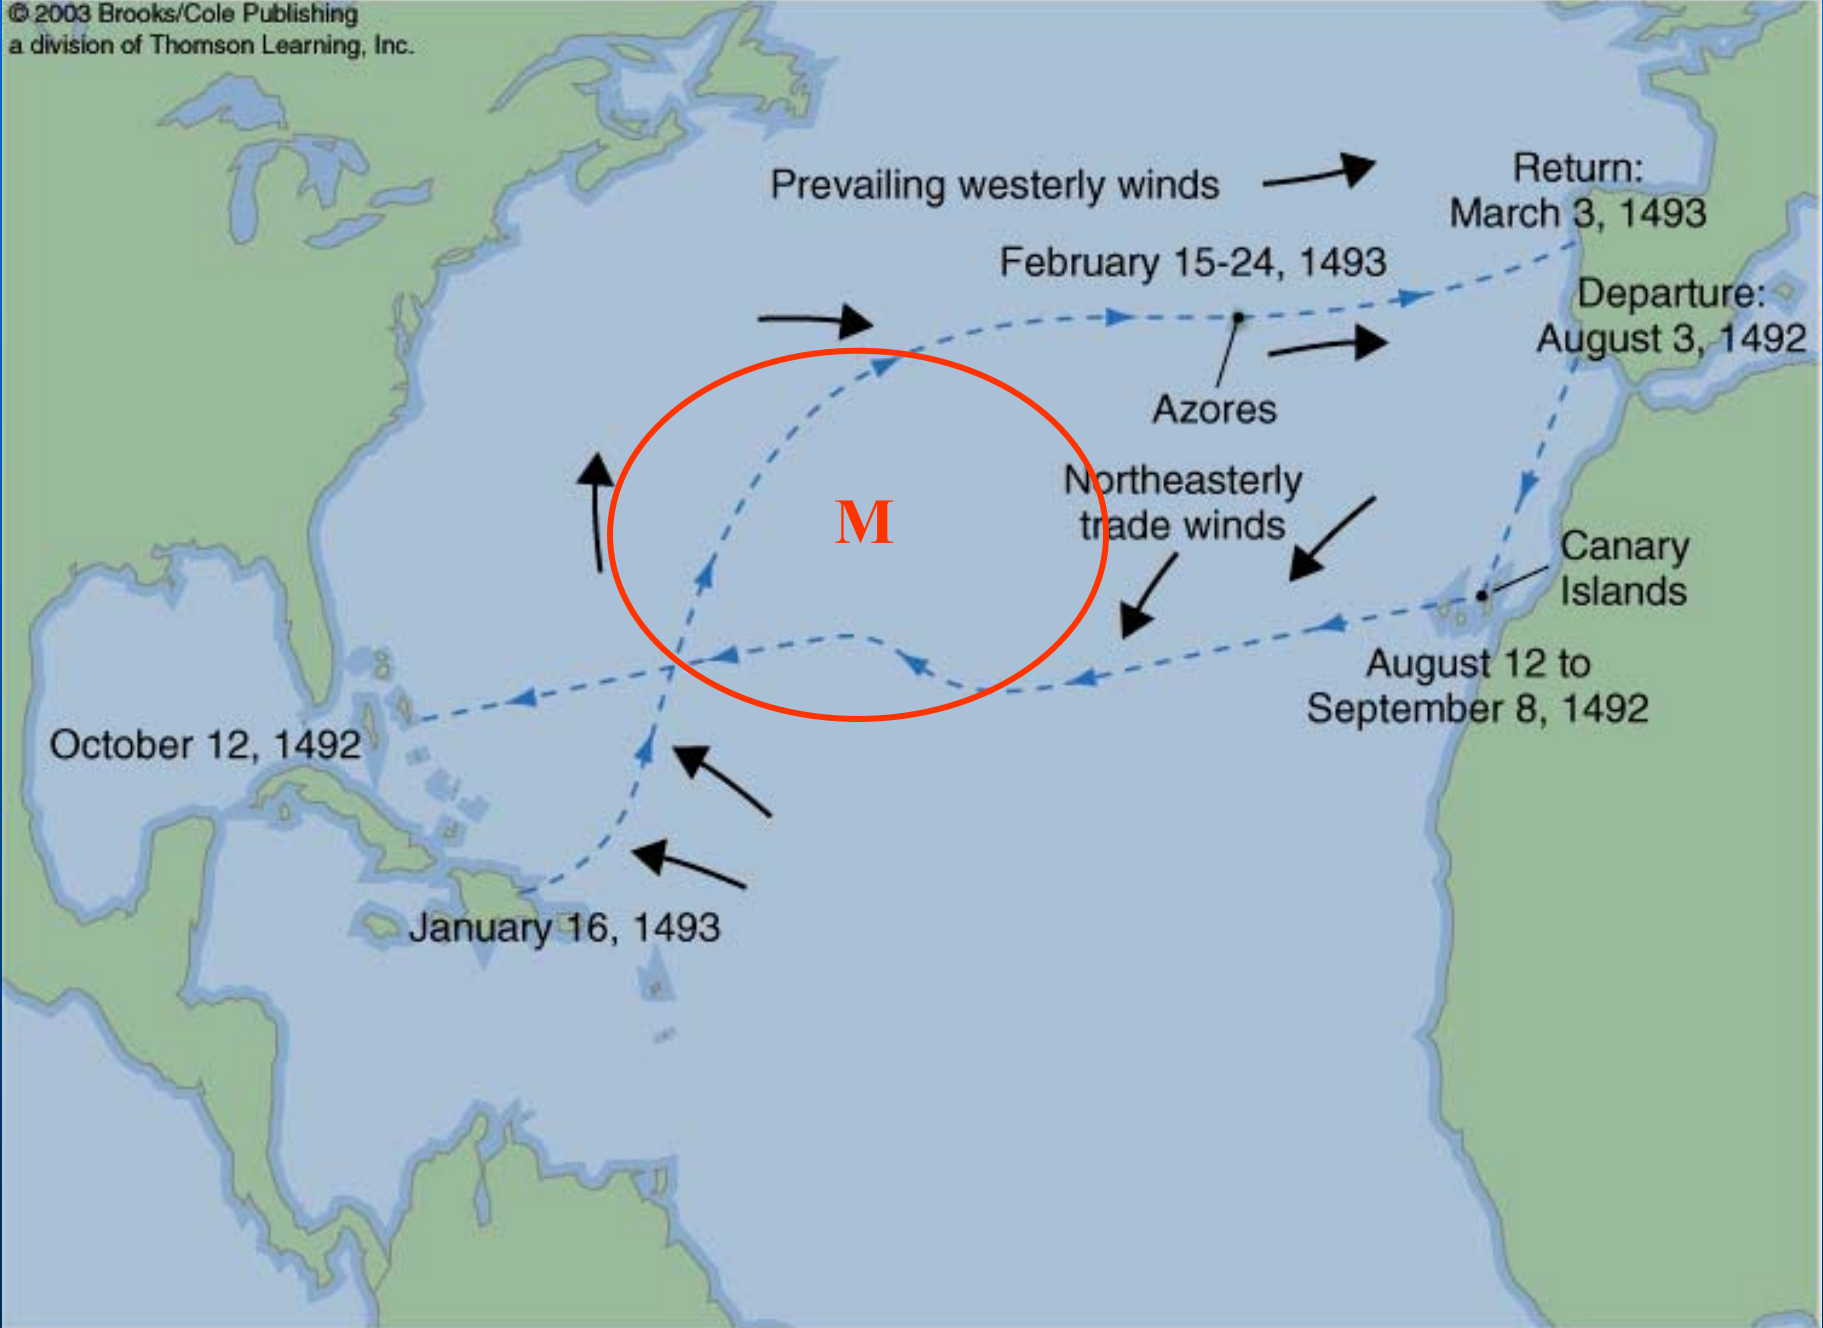 © 2003 Brooks/Cole Publishing
a division of Thomson Learning, Inc.
Prevailing westerly winds
Return:
March 3, 1493
February 15-24, 1493
Departure:
August 3, 1492
Azores
Northeasterly
trade winds
M
Canary
Islands
August 12 to
September 8, 1492
October 12, 1492
January 16, 1493